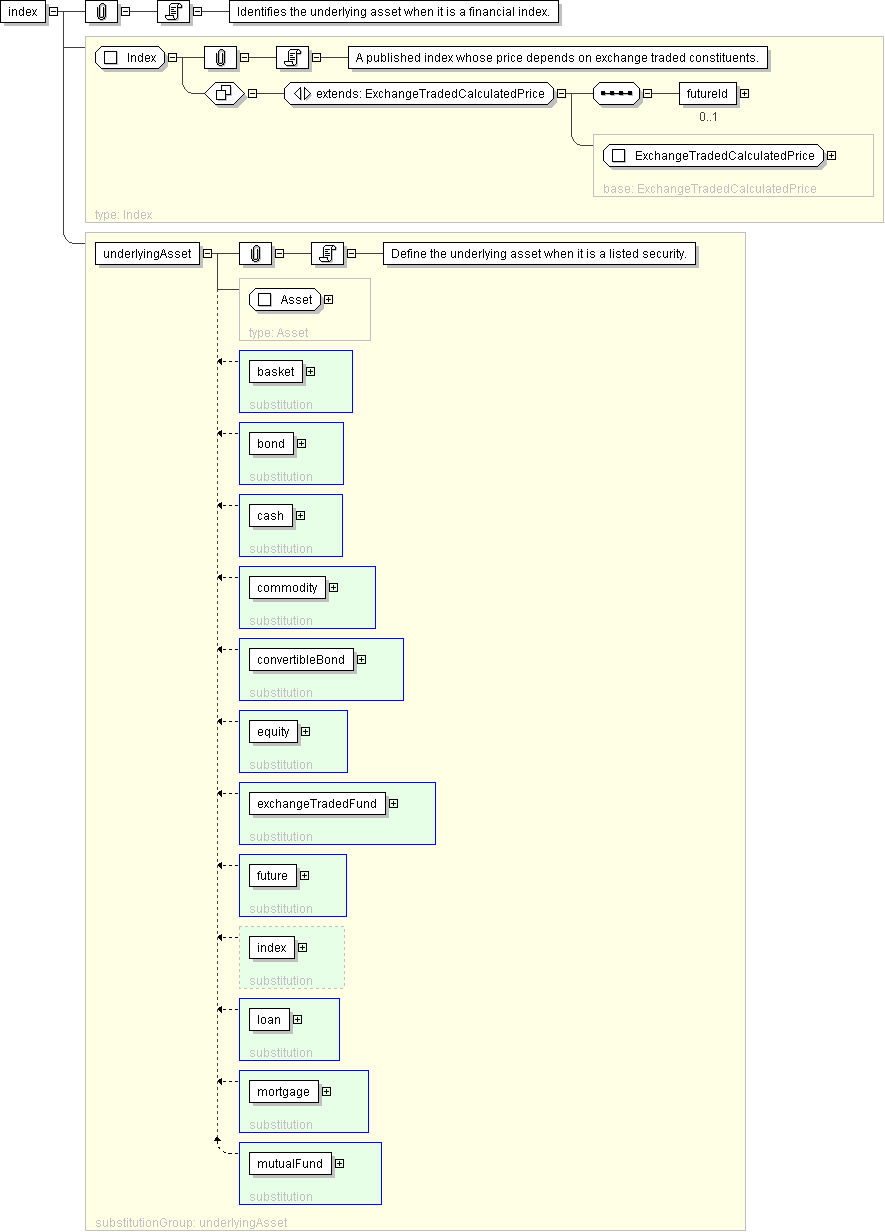 index
Identifies the underlying asset when it is a financial index.
Index
A published index whose price depends on exchange traded constituents.
extends: ExchangeTradedCalculatedPrice
futureId
0..1
ExchangeTradedCalculatedPrice
base: ExchangeTradedCalculatedPrice
type: Index
underlyingAsset
Define the underlying asset when it is a listed security.
Asset
type: Asset
basket
substitution
bond
substitution
cash
substitution
commodity
substitution
convertibleBond
substitution
equity
substitution
exchangeTradedFund
substitution
future
substitution
index
substitution
loan
substitution
mortgage
substitution
mutualFund
substitution
substitutionGroup: underlyingAsset